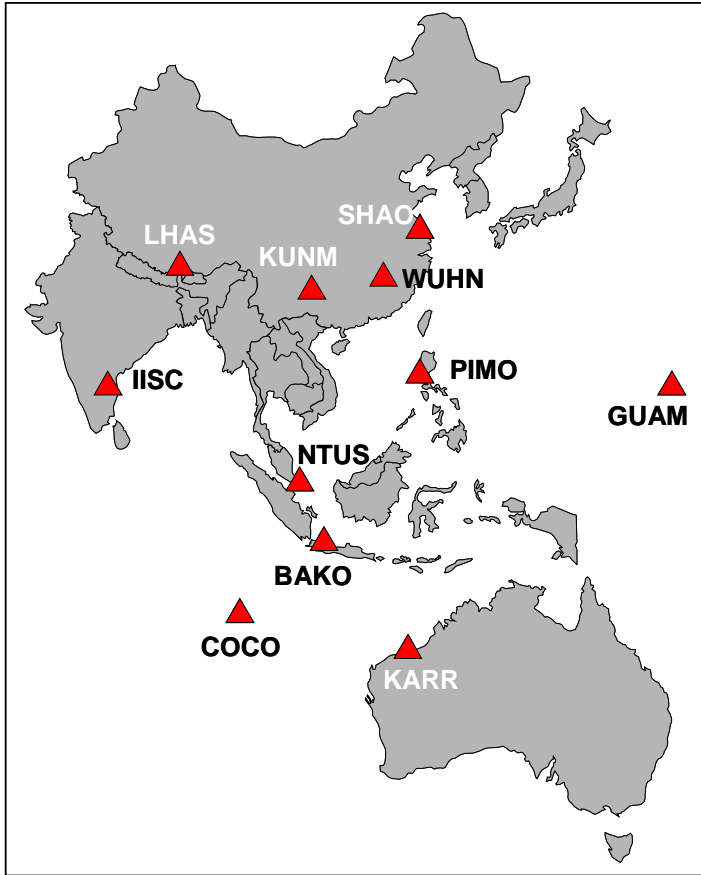 SHAO
LHAS
KUNM
WUHN
IISC
PIMO
GUAM
NTUS
BAKO
COCO
KARR